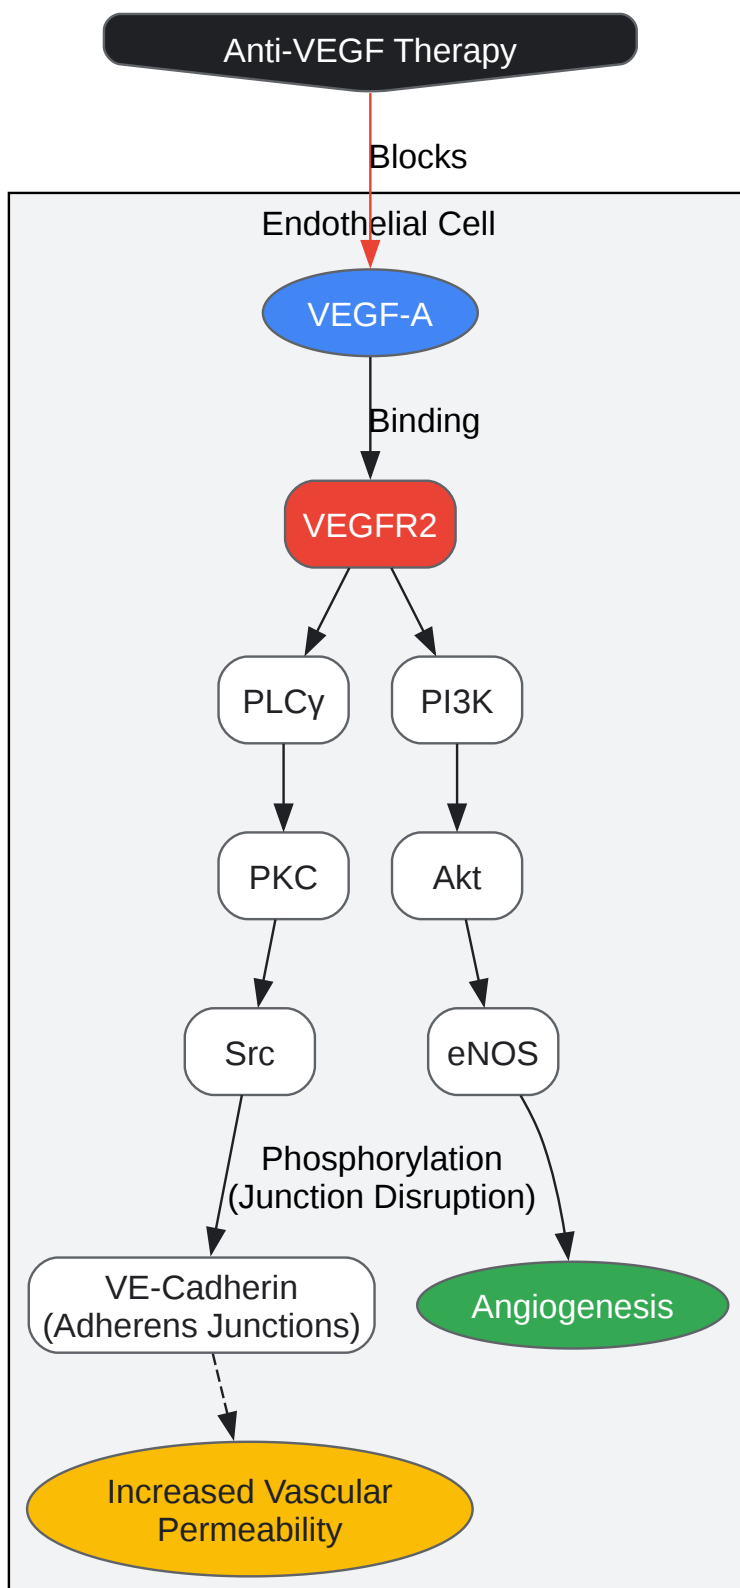 Anti-VEGF Therapy
Blocks
Endothelial Cell
VEGF-A
Binding
VEGFR2
PLCγ
PI3K
PKC
Akt
Src
eNOS
Phosphorylation
(Junction Disruption)
VE-Cadherin
(Adherens Junctions)
Angiogenesis
Increased Vascular
Permeability